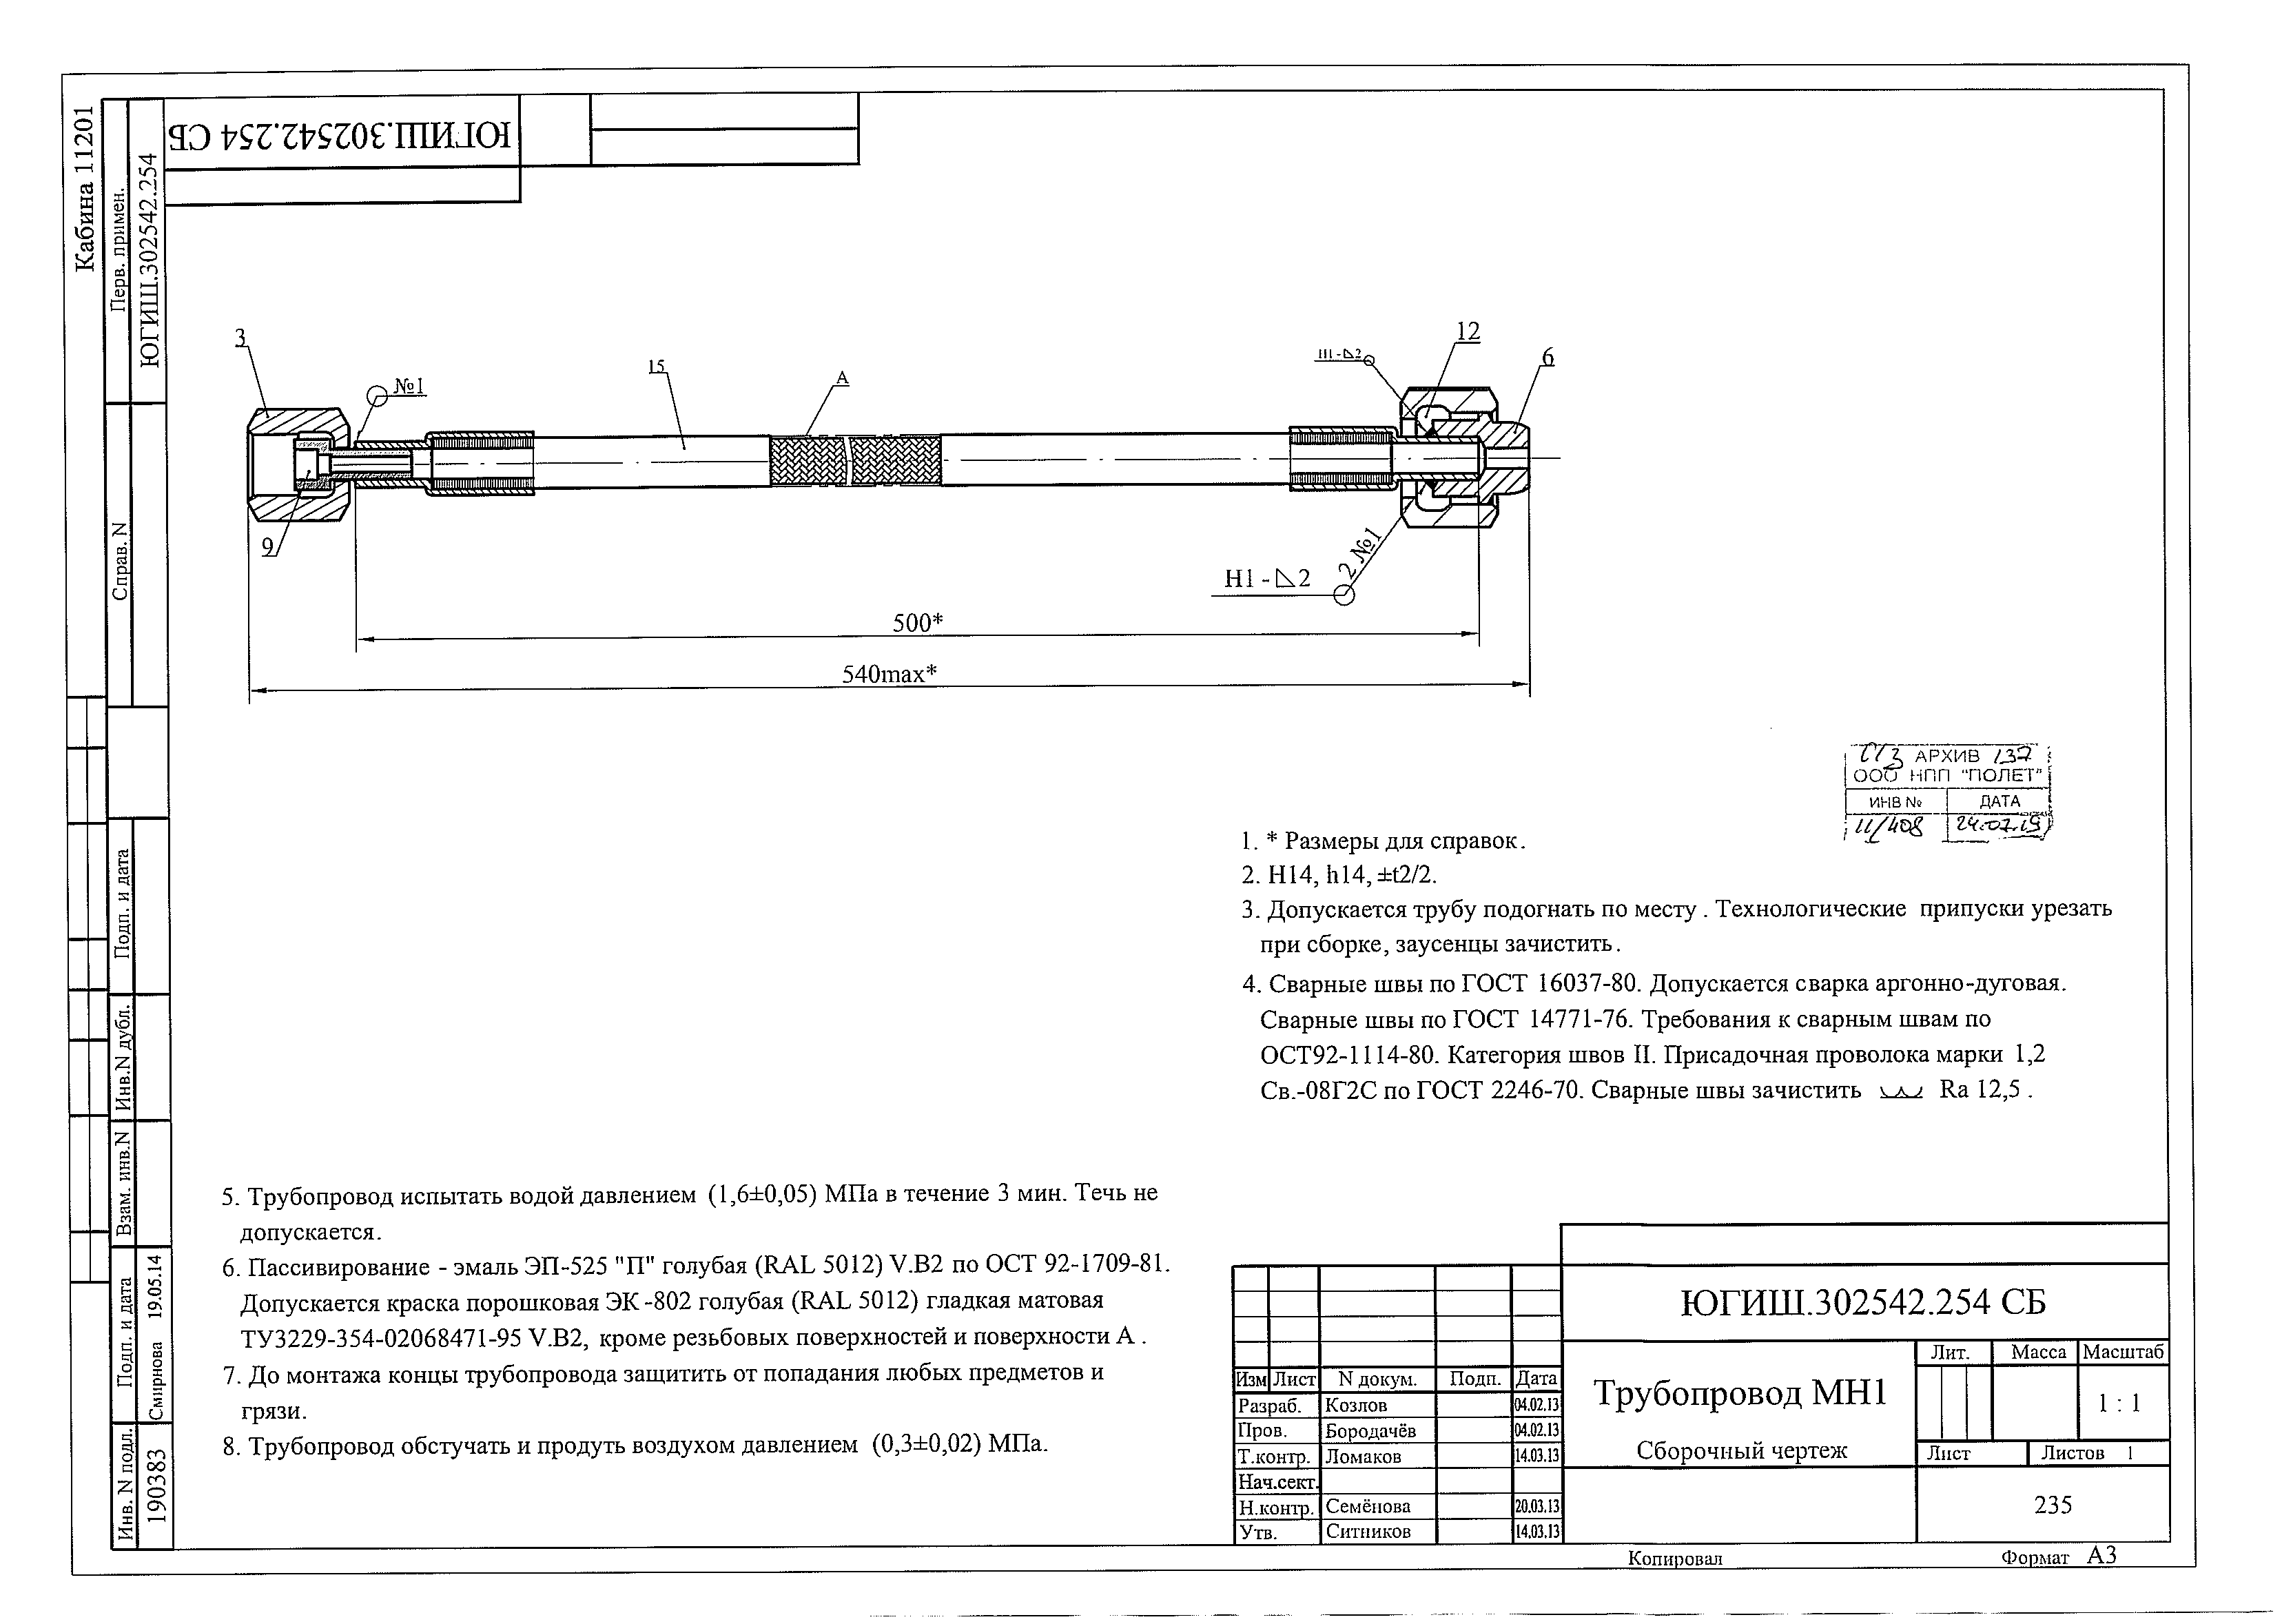 Кабина 11201
Перв. примен.
ЮГИШ.302542.254
ЮГИШ.302542.254 СБ
Справ. N
Подп. и дата
Инв.N дубл.
Взам. инв.N
Подп. и дата
Смирнова 19.05.14
Инв. N подл.
190383
3
№1
15
А
12
6
9
Н1 - ⊿2
2 №1
500*
540max*
АРХИВ 137
ООО НПП "ПОЛЕТ"
ИНВ № ДАТА
11/408 24.07.19
1. * Размеры для справок.
2. Н14, h14, ±t2/2.
3. Допускается трубу подогнать по месту . Технологические припуски урезать
при сборке, заусенцы зачистить.
4. Сварные швы по ГОСТ 16037-80. Допускается сварка аргонно-дуговая.
Сварные швы по ГОСТ 14771-76. Требования к сварным швам по
ОСТ92-1114-80. Категория швов II. Присадочная проволока марки 1,2
Св.-08Г2С по ГОСТ 2246-70. Сварные швы зачистить Ra 12,5 .
5. Трубопровод испытать водой давлением (1,6±0,05) МПа в течение 3 мин. Течь не
допускается.
6. Пассивирование - эмаль ЭП-525 "П" голубая (RAL 5012) V.В2 по ОСТ 92-1709-81.
Допускается краска порошковая ЭК -802 голубая (RAL 5012) гладкая матовая
ТУ3229-354-02068471-95 V.В2, кроме резьбовых поверхностей и поверхности А .
7. До монтажа концы трубопровода защитить от попадания любых предметов и
грязи.
8. Трубопровод обстучать и продуть воздухом давлением (0,3±0,02) МПа.
ЮГИШ.302542.254 СБ
Изм Лист N докум. Подп. Дата
Разраб. Козлов 04.02.13
Пров. Бородачёв 04.02.13
Т.контр. Ломаков 14.03.13
Нач.сект.
Н.контр. Семёнова 20.03.13
Утв. Ситников 14.03.13
Трубопровод МН1
Сборочный чертеж
Лит. Масса Масштаб
1 : 1
Лист Листов 1
235
Копировал Формат А3